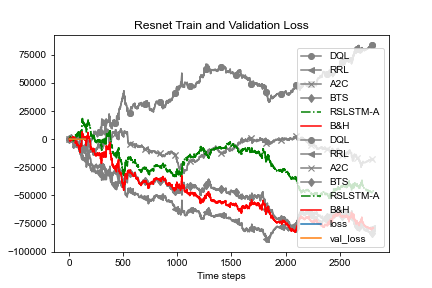 Resnet Train and Validation Loss
75000
50000
25000
0
−25000
−50000
−75000
−100000
0
500
1000
1500
2000
2500
Time steps
DQL
RRL
A2C
BTS
RSLSTM-A
B&H
DQL
RRL
A2C
BTS
RSLSTM-A
B&H
loss
val_loss